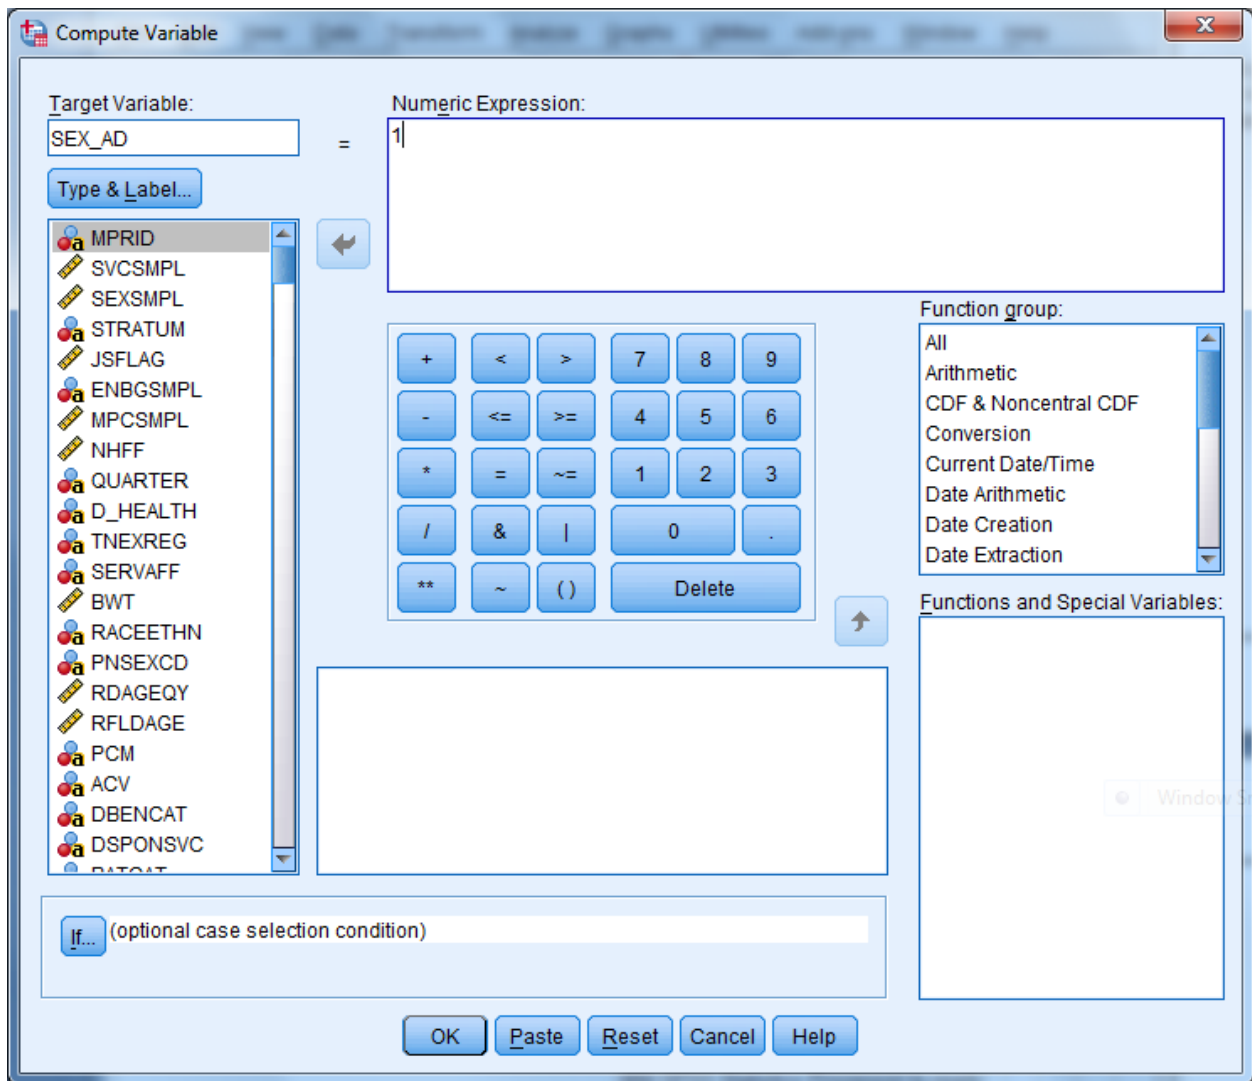 Compute Variable
Target Variable:
SEX_AD
=
Numeric Expression:
1
Type & Label...
MPRID
SVCSMPL
SEXSMPL
STRATUM
JSFLAG
ENBGSMPL
MPCSMPL
NHFF
QUARTER
D_HEALTH
TNEXREG
SERVAFF
BWT
RACEETHN
PNSEXCD
RDAGEQY
RFLDAGE
PCM
ACV
DBENCAT
DSPONSVC
+ < > 7 8 9
- <= >= 4 5 6
* = ~= 1 2 3
/ & | 0 .
** ~ ( ) Delete
Function group:
All
Arithmetic
CDF & Noncentral CDF
Conversion
Current Date/Time
Date Arithmetic
Date Creation
Date Extraction
Functions and Special Variables:
If... (optional case selection condition)
OK Paste Reset Cancel Help
Window